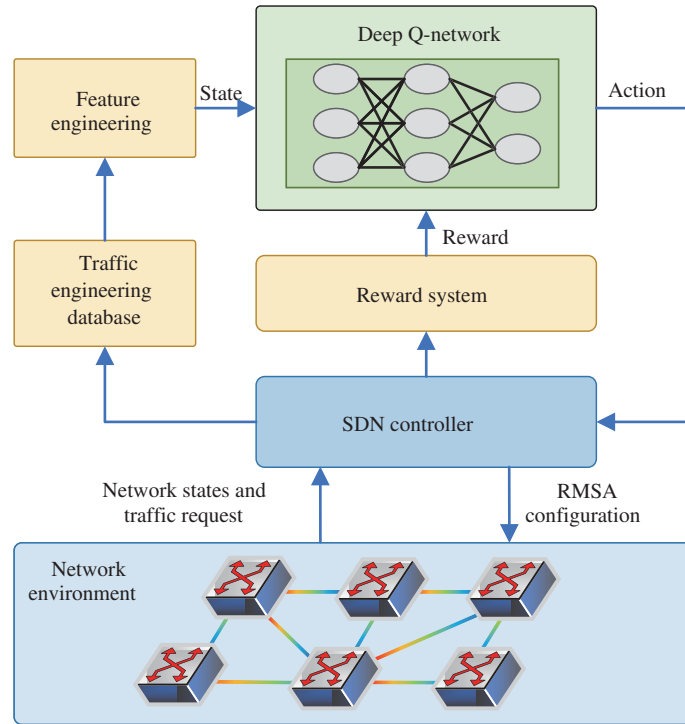 Deep Q-network
Feature
engineering
State
Action
Reward
Traffic
engineering
database
Reward system
SDN controller
Network states and
traffic request
RMSA
configuration
Network
environment